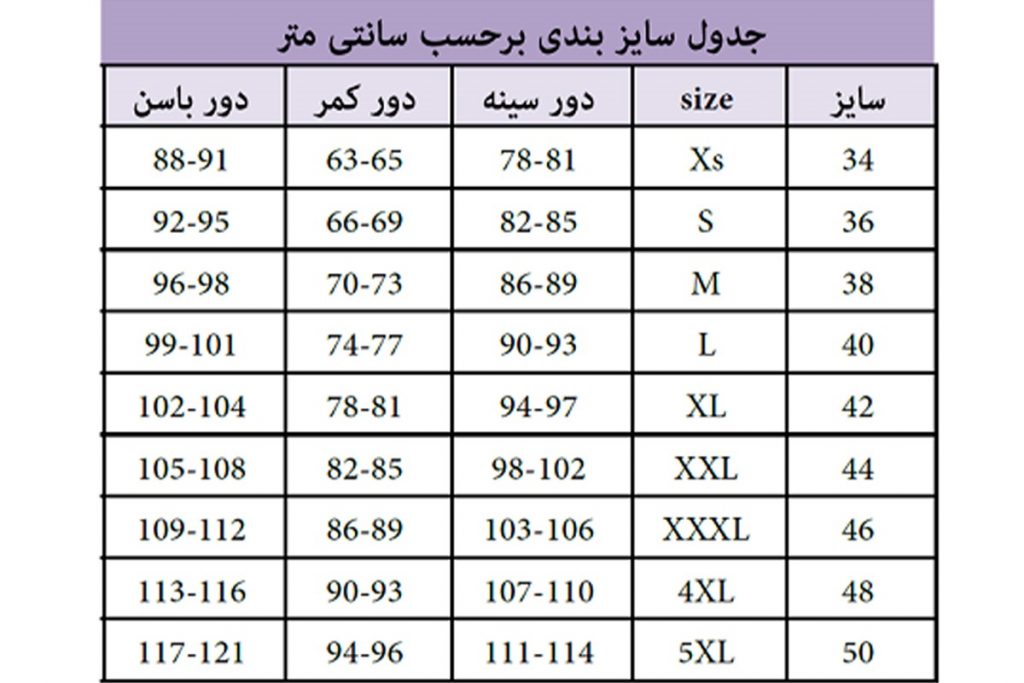 جدول سایز بندی برحسب سانتی متر
سایز size دور سینه دور کمر دور باسن
34 Xs 78-81 63-65 88-91
36 S 82-85 66-69 92-95
38 M 86-89 70-73 96-98
40 L 90-93 74-77 99-101
42 XL 94-97 78-81 102-104
44 XXL 98-102 82-85 105-108
46 XXXL 103-106 86-89 109-112
48 4XL 107-110 90-93 113-116
50 5XL 111-114 94-96 117-121